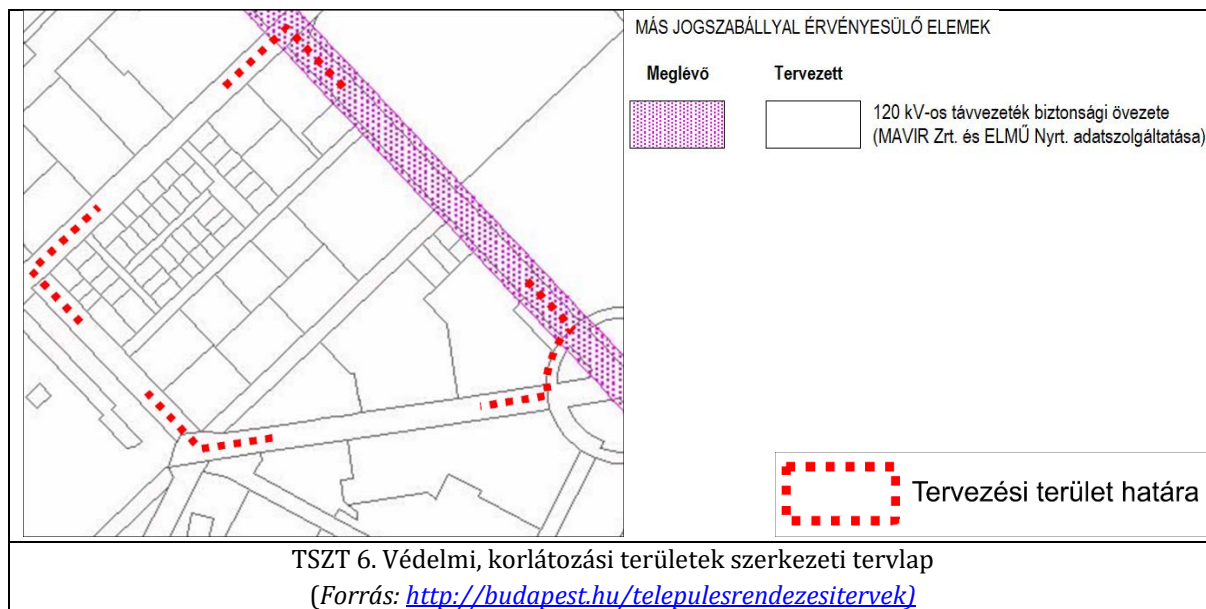 MÁS JOGSZABÁLLYAL ÉRVÉNYESÜLŐ ELEMEK
Meglévő Tervezett
120 kV-os távvezeték biztonsági övezete
(MAVIR Zrt. és ELMŰ Nyrt. adatszolgáltatása)
Tervezési terület határa
TSZT 6. Védelmi, korlátozási területek szerkezeti tervlap
(Forrás: http://budapest.hu/telepulesrendezesitervek)